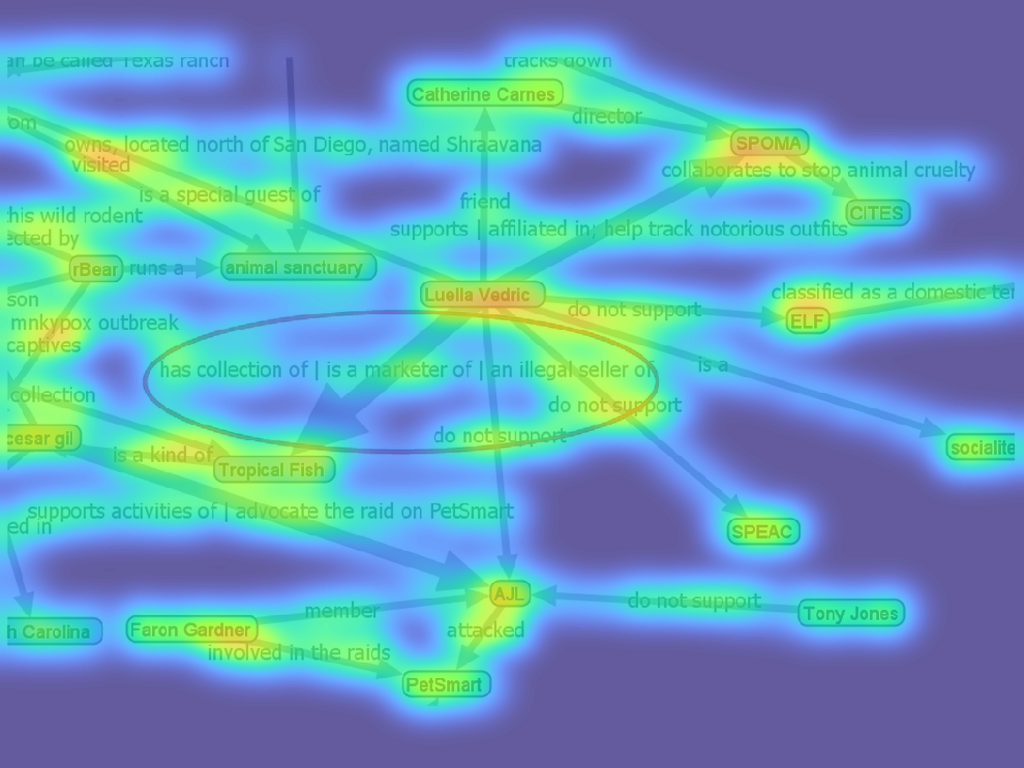 an be called Texas ranch
tracks down
Catherine Carnes
director
om
SPOMA
owns, located north of San Diego, named Shraavana
visited
collaborates to stop animal cruelty
is a special guest of
friend
CITES
his wild rodent
supports | affiliated in; help track notorious outfits
ected by
rBear
runs a
animal sanctuary
Luella Vedric
classified as a domestic ter
son
do not support
ELF
mnkypox outbreak
captives
has collection of | is a marketer of | an illegal seller of
is a
collection
do not support
cesar gil
do not support
socialite
is a kind of
Tropical Fish
supports activities of | advocate the raid on PetSmart
ed in
SPEAC
AJL
member
do not support
Tony Jones
h Carolina
Faron Gardner
attacked
involved in the raids
PetSmart